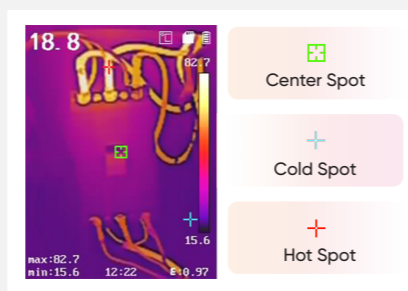 18.8
℃
82.7
15.6
max:82.7
min:15.6
12:22
E:0.97
Center Spot
Cold Spot
Hot Spot